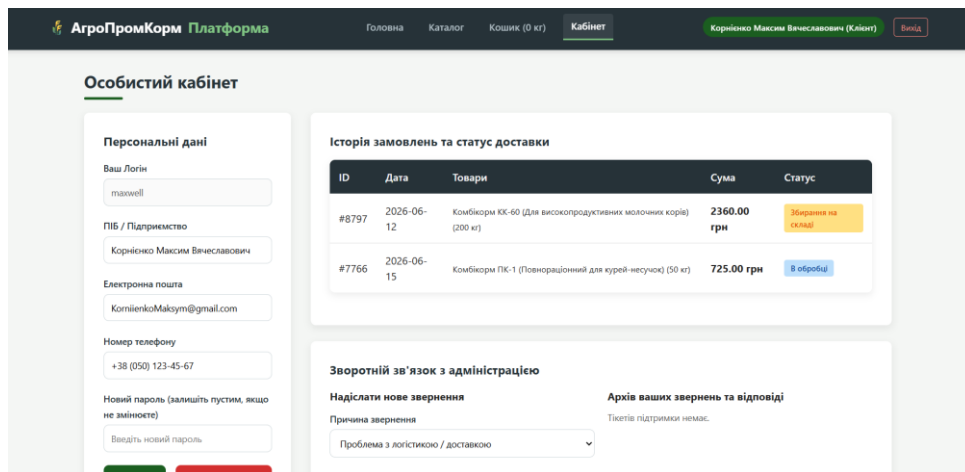 АгроПромКорм Платформа
Головна Каталог Кошик (0 кг) Кабінет
Корнієнко Максим Вячеславович (Клієнт) Вихід
Особистий кабінет
Персональні дані
Ваш Логін
maxwell
ПІБ / Підприємство
Корнієнко Максим Вячеславович
Електронна пошта
KorniienkoMaksym@gmail.com
Номер телефону
+38 (050) 123-45-67
Новий пароль (залишіть пустим, якщо
не змінюєте)
Введіть новий пароль
Історія замовлень та статус доставки
ID Дата Товари Сума Статус
#8797 2026-06-12 Комбікорм КК-60 (Для високопродуктивних молочних корів) (200 кг) 2360.00 грн Збирання на складі
#7766 2026-06-15 Комбікорм ПК-1 (Повнораціонний для курей-несучок) (50 кг) 725.00 грн В обробці
Зворотній зв'язок з адміністрацією
Надіслати нове звернення
Причина звернення
Проблема з логістикою / доставкою
Архів ваших звернень та відповіді
Тікетів підтримки немає.